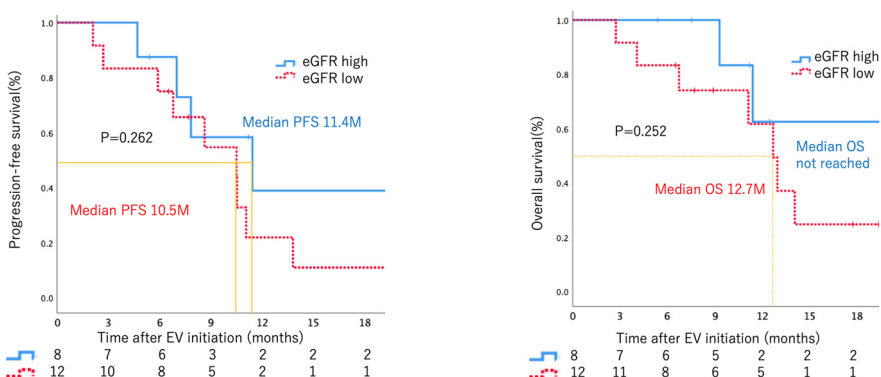 Progression-free survival(%)
1.0
0.8
0.6
0.4
0.2
0.0
eGFR high
eGFR low
Median PFS 11.4M
P=0.262
Median PFS 10.5M
0 3 6 9 12 15 18
Time after EV initiation (months)
8 7 6 3 2 2 2
12 10 8 5 2 1 1
Overall survival(%)
1.0
0.8
0.6
0.4
0.2
0.0
eGFR high
eGFR low
P=0.252
Median OS
not reached
Median OS 12.7M
0 3 6 9 12 15 18
Time after EV initiation (months)
8 7 6 5 2 2 2
12 11 8 6 5 1 1